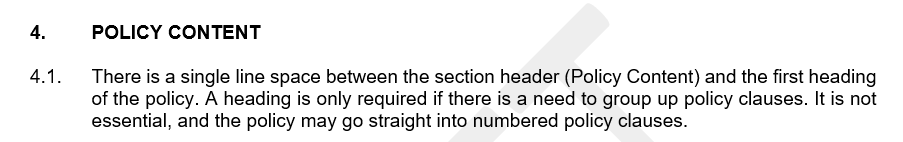 4. POLICY CONTENT
4.1. There is a single line space between the section header (Policy Content) and the first heading
of the policy. A heading is only required if there is a need to group up policy clauses. It is not
essential, and the policy may go straight into numbered policy clauses.